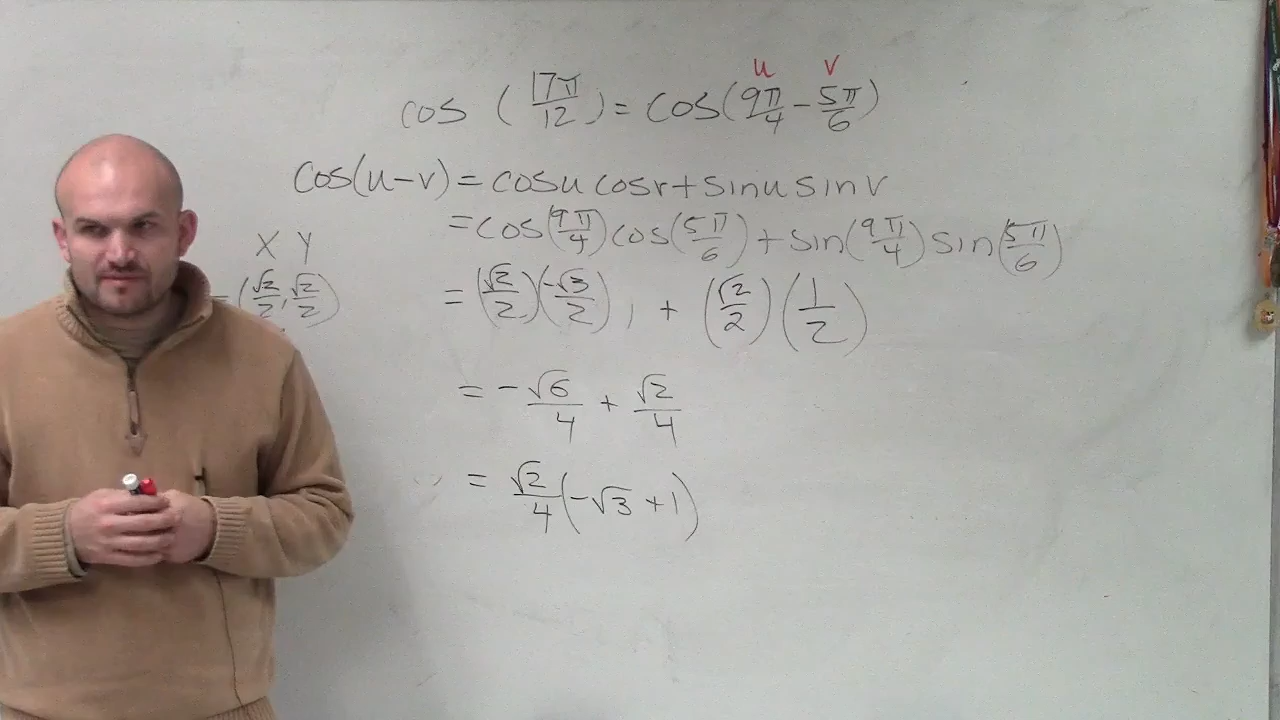 u v
cos (17π/12) = cos(9π/4 - 5π/6)
cos(u-v) = cosu cosv + sinu sinv
= cos(9π/4) cos(5π/6) + sin(9π/4) sin(5π/6)
X Y
= (√2/2, √2/2)
= (√2/2)(-√3/2) + (√2/2)(1/2)
= -√6/4 + √2/4
= √2/4(-√3 + 1)